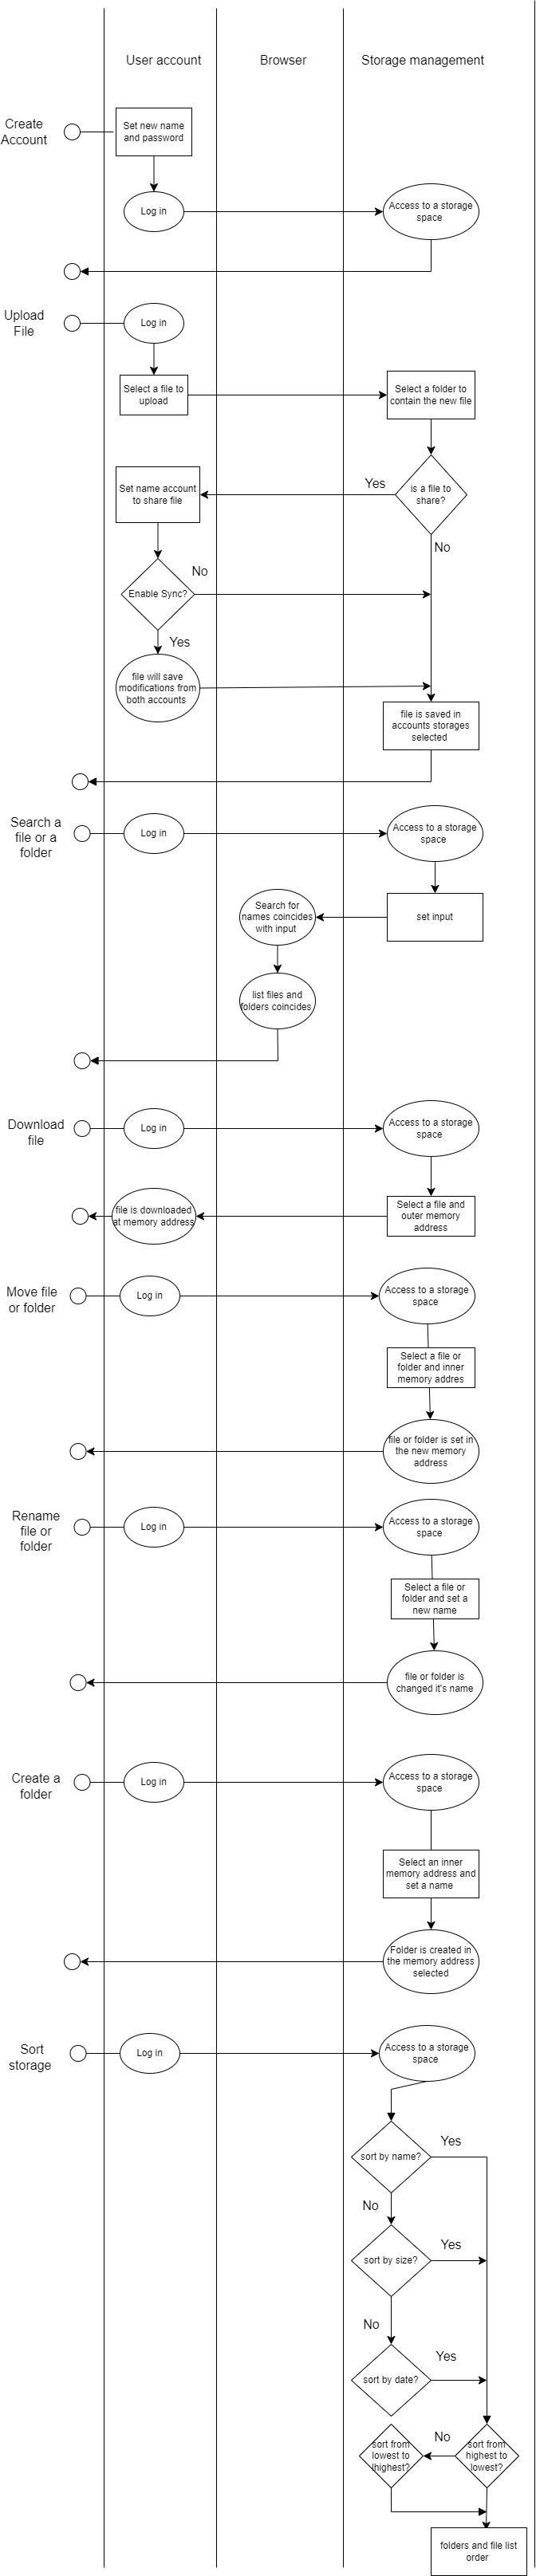 User account
Browser
Storage management
Create
Account
Set new name
and password
Log in
Access to a storage
space
Upload
File
Log in
Select a file to
upload
Select a folder to
contain the new file
is a file to
share?
Yes
No
Set name account
to share file
Enable Sync?
No
Yes
file will save
modifications from
both accounts
file is saved in
accounts storages
selected
Search a
file or a
folder
Log in
Access to a storage
space
set input
Search for
names coincides
with input
list files and
folders coincides
Download
file
Log in
Access to a storage
space
Select a file and
outer memory
address
file is downloaded
at memory address
Move file
or folder
Log in
Access to a storage
space
Select a file or
folder and inner
memory addres
file or folder is set in
the new memory
address
Rename
file or
folder
Log in
Access to a storage
space
Select a file or
folder and set a
new name
file or folder is
changed it's name
Create a
folder
Log in
Access to a storage
space
Select an inner
memory address and
set a name
Folder is created in
the memory address
selected
Sort
storage
Log in
Access to a storage
space
sort by name?
Yes
No
sort by size?
Yes
No
sort by date?
Yes
sort from
highest to
lowest?
No
sort from
lowest to
lhighest?
folders and file list
order